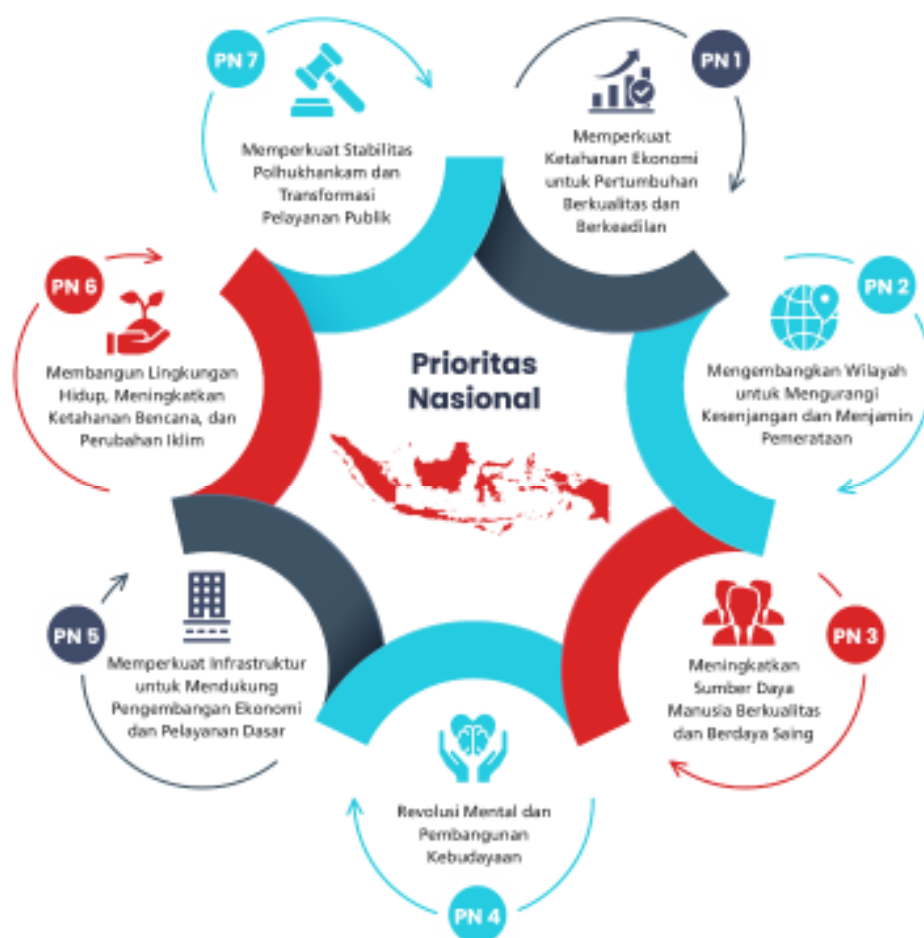 Prioritas
Nasional
PN 1
Memperkuat
Ketahanan Ekonomi
untuk Pertumbuhan
Berkualitas dan
Berkeadilan
PN 2
Mengembangkan Wilayah
untuk Mengurangi
Kesenjangan dan Menjamin
Pemerataan
PN 3
Meningkatkan
Sumber Daya
Manusia Berkualitas
dan Berdaya Saing
PN 4
Revolusi Mental dan
Pembangunan
Kebudayaan
PN 5
Memperkuat Infrastruktur
untuk Mendukung
Pengembangan Ekonomi
dan Pelayanan Dasar
PN 6
Membangun Lingkungan
Hidup, Meningkatkan
Ketahanan Bencana, dan
Perubahan Iklim
PN 7
Memperkuat Stabilitas
Polhukhankam dan
Transformasi
Pelayanan Publik